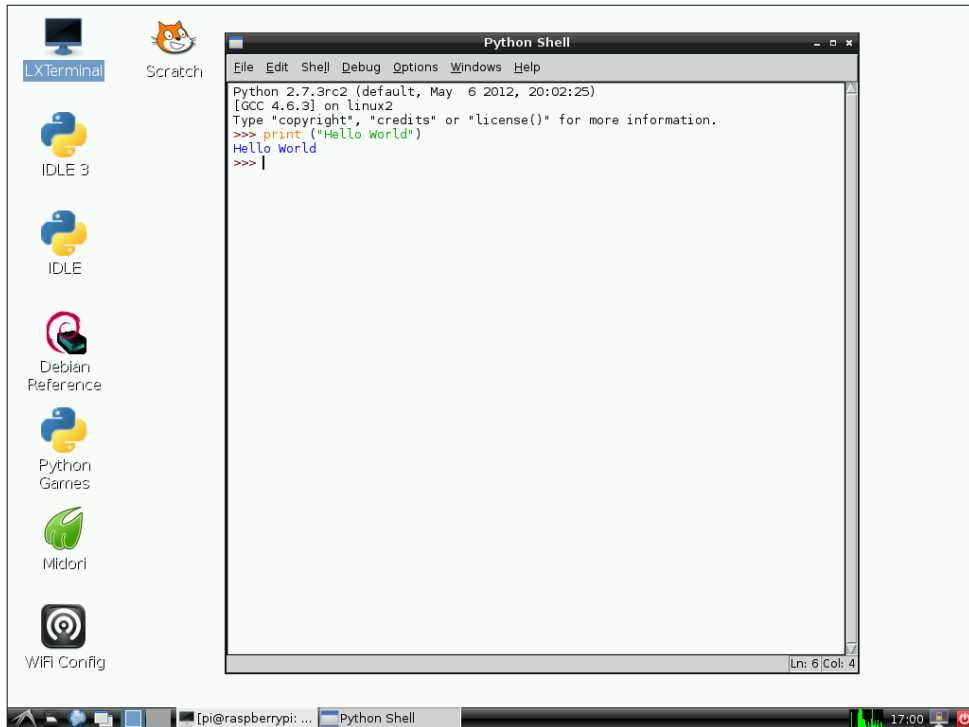 LXTerminal
Scratch
IDLE 3
IDLE
Debian
Reference
Python
Games
Midori
WiFi Config
Python Shell
File Edit Shell Debug Options Windows Help
Python 2.7.3rc2 (default, May  6 2012, 20:02:25)
[GCC 4.6.3] on linux2
Type "copyright", "credits" or "license()" for more information.
>>> print ("Hello World")
Hello World
>>>
Ln: 6 Col: 4
[pi@raspberrypi: ... Python Shell 17:00